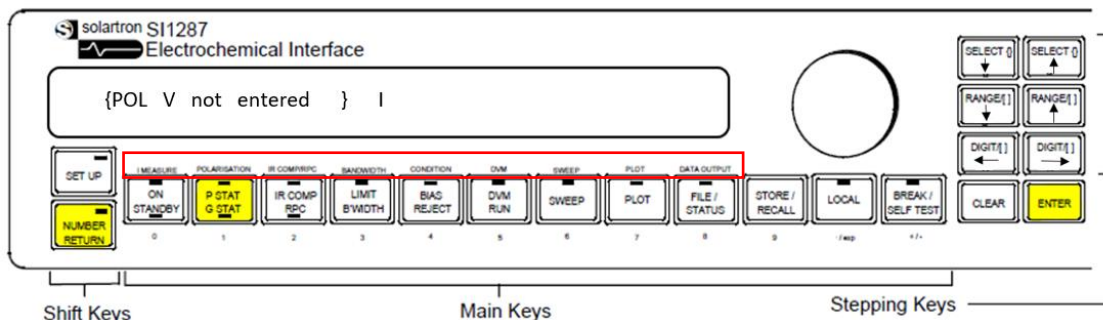 solartron SI1287
Electrochemical Interface
{POL V not entered } I
SELECT {} SELECT {}
RANGE/[ ] RANGE/[ ]
DIGIT/[ ] DIGIT/[ ]
CLEAR ENTER
SET UP
NUMBER RETURN
I MEASURE POLARISATION IR COMP/RPC BANDWIDTH CONDITION DVM SWEEP PLOT DATA OUTPUT
ON P STAT IR COMP LIMIT BIAS DVM SWEEP PLOT FILE / STORE / LOCAL BREAK /
STANDBY G STAT RPC B'WIDTH REJECT RUN STATUS RECALL SELF TEST
0 1 2 3 4 5 6 7 8 9 ·/exp +/-
Shift Keys
Main Keys
Stepping Keys